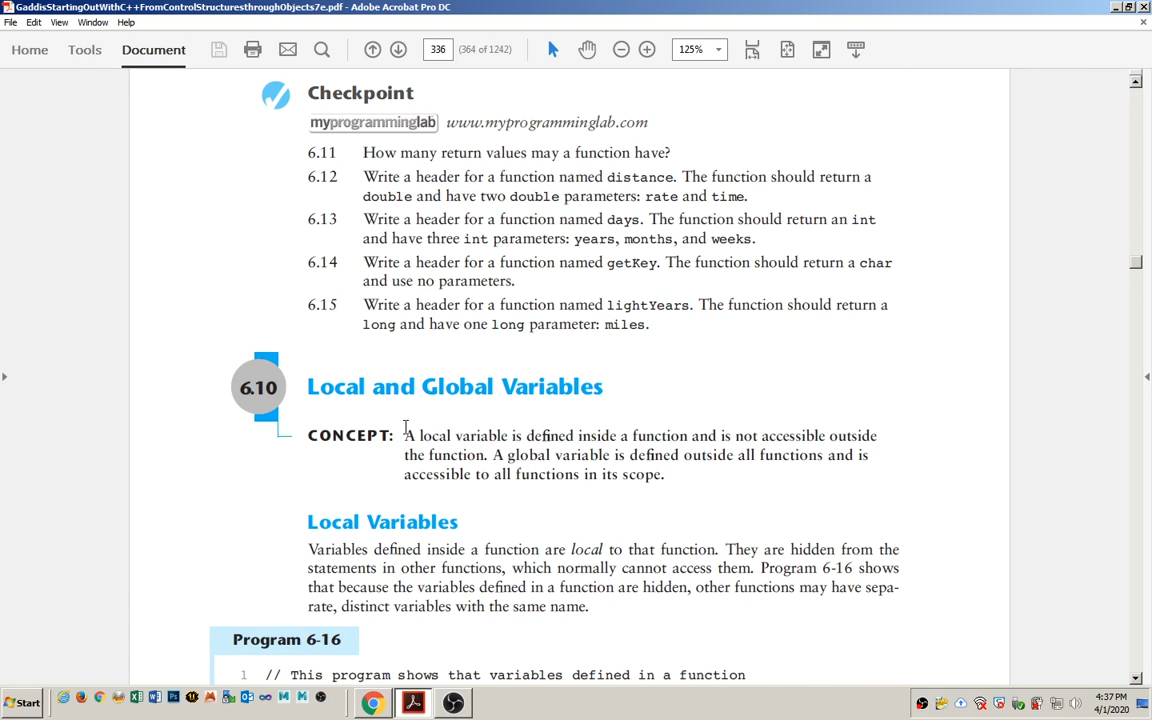 GaddisStartingOutWithC++FromControlStructuresthroughObjects7e.pdf - Adobe Acrobat Pro DC
File Edit View Window Help
Home Tools Document 336 (364 of 1242) 125%
Checkpoint
myprogramminglab www.myprogramminglab.com
6.11 How many return values may a function have?
6.12 Write a header for a function named distance. The function should return a
double and have two double parameters: rate and time.
6.13 Write a header for a function named days. The function should return an int
and have three int parameters: years, months, and weeks.
6.14 Write a header for a function named getKey. The function should return a char
and use no parameters.
6.15 Write a header for a function named lightYears. The function should return a
long and have one long parameter: miles.
6.10 Local and Global Variables
CONCEPT: A local variable is defined inside a function and is not accessible outside
the function. A global variable is defined outside all functions and is
accessible to all functions in its scope.
Local Variables
Variables defined inside a function are local to that function. They are hidden from the
statements in other functions, which normally cannot access them. Program 6-16 shows
that because the variables defined in a function are hidden, other functions may have sepa-
rate, distinct variables with the same name.
Program 6-16
1 // This program shows that variables defined in a function
Start
4:37 PM
4/1/2020